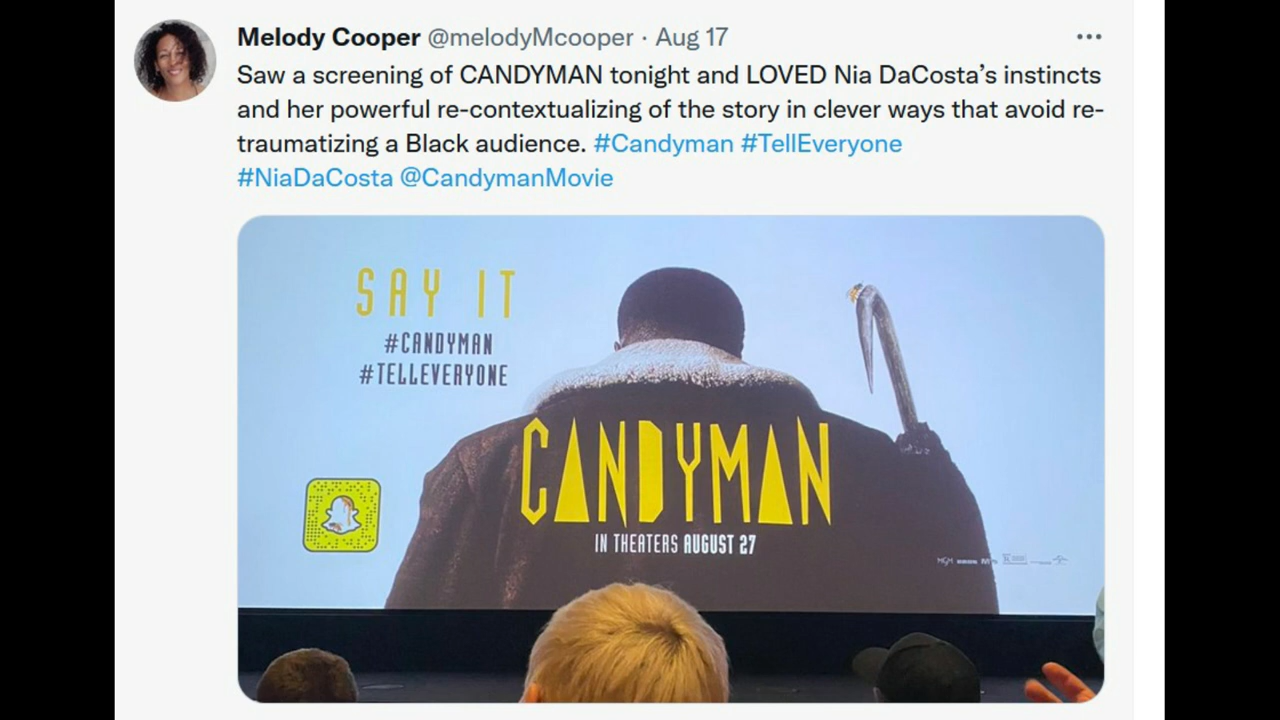 Melody Cooper @melodyMcooper · Aug 17
Saw a screening of CANDYMAN tonight and LOVED Nia DaCosta’s instincts
and her powerful re-contextualizing of the story in clever ways that avoid re-
traumatizing a Black audience. #Candyman #TellEveryone
#NiaDaCosta @CandymanMovie
SAY IT
#CANDYMAN
#TELLEVERYONE
CANDYMAN
IN THEATERS AUGUST 27
MGM